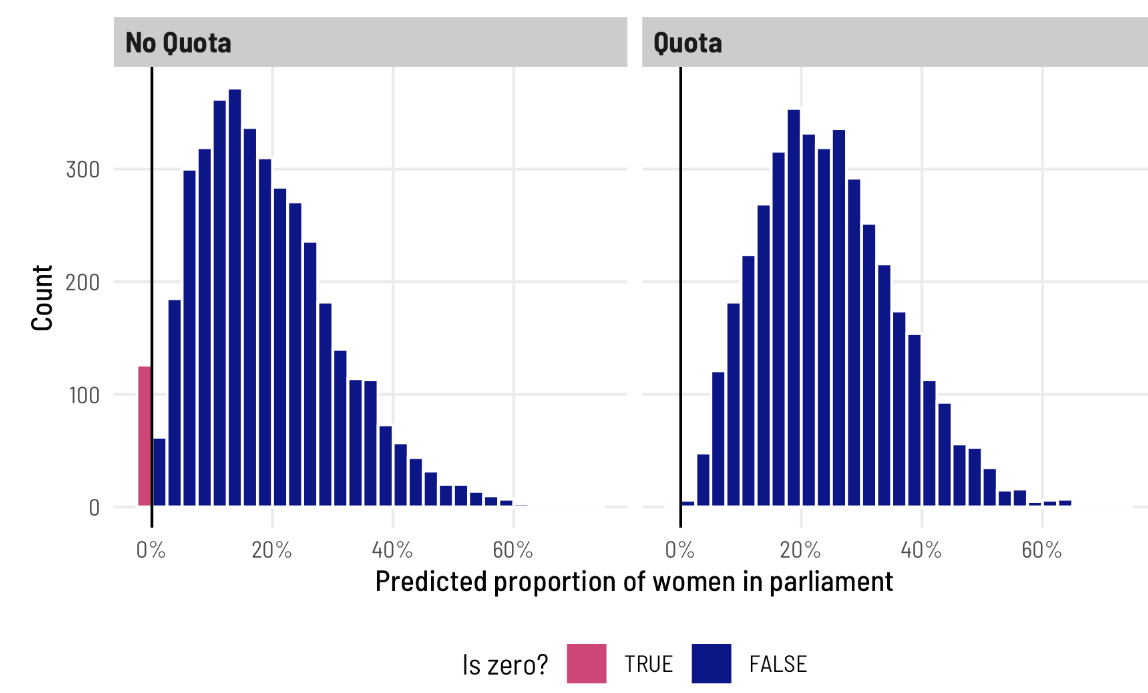 No Quota
Quota
Count
300
200
100
0
0%
20%
40%
60%
0%
20%
40%
60%
Predicted proportion of women in parliament
Is zero? TRUE FALSE